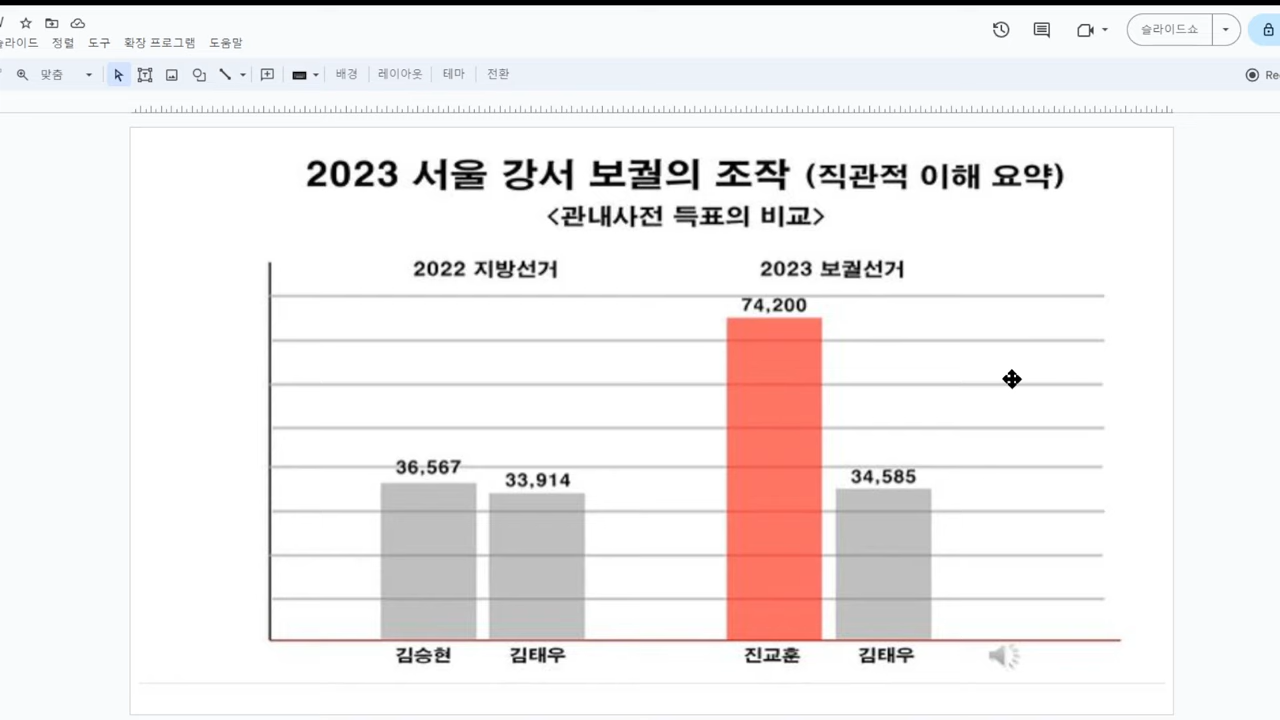 슬라이드 정렬 도구 확장 프로그램 도움말
슬라이드쇼
맞춤 배경 레이아웃 테마 전환
2023 서울 강서 보궐의 조작 (직관적 이해 요약)
<관내사전 득표의 비교>
2022 지방선거 2023 보궐선거
74,200
36,567 33,914 34,585
김승현 김태우 진교훈 김태우